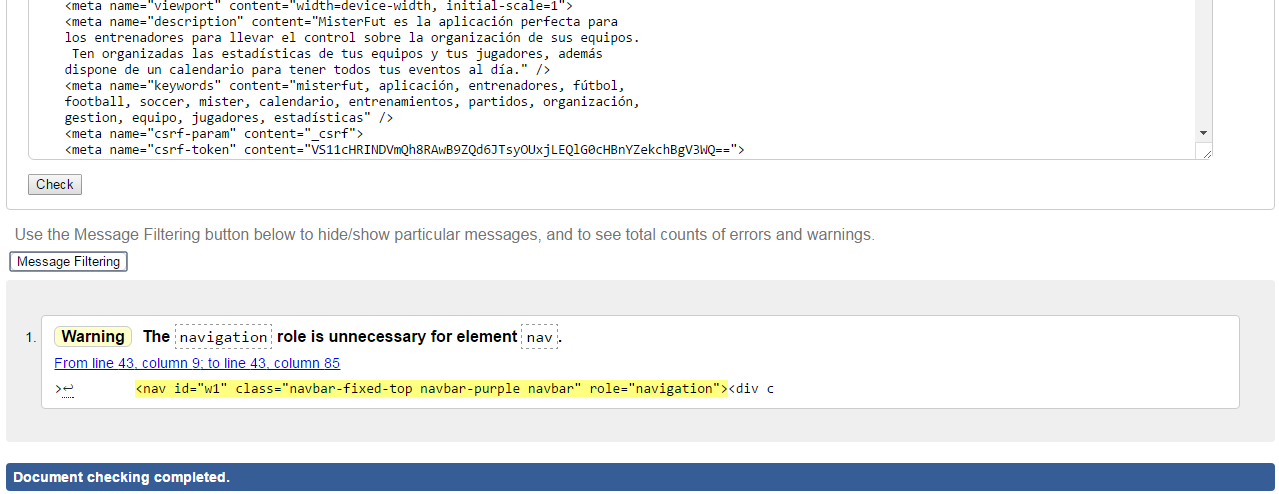 <meta name="viewport" content="width=device-width, initial-scale=1">
<meta name="description" content="MisterFut es la aplicación perfecta para
los entrenadores para llevar el control sobre la organización de sus equipos.
Ten organizadas las estadísticas de tus equipos y tus jugadores, además
dispone de un calendario para tener todos tus eventos al día." />
<meta name="keywords" content="misterfut, aplicación, entrenadores, fútbol,
football, soccer, mister, calendario, entrenamientos, partidos, organización,
gestion, equipo, jugadores, estadísticas" />
<meta name="csrf-param" content="_csrf">
<meta name="csrf-token" content="VS11cHRINDVmQh8RAwB9ZQd6JTsyOUxjLEQlG0cHBnYZekchBgV3WQ==">
Check
Use the Message Filtering button below to hide/show particular messages, and to see total counts of errors and warnings.
Message Filtering
1. Warning The navigation role is unnecessary for element nav.
From line 43, column 9; to line 43, column 85
>↩ <nav id="w1" class="navbar-fixed-top navbar-purple navbar" role="navigation"><div c
Document checking completed.